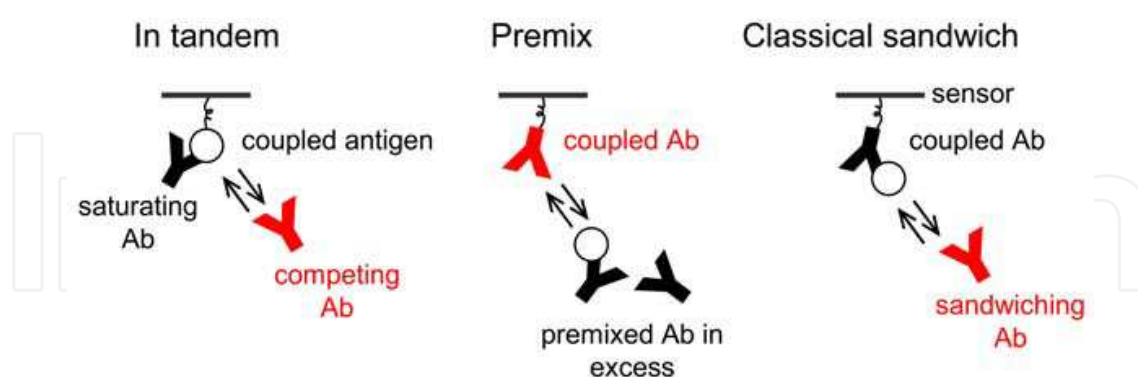 In tandem
Premix
Classical sandwich
sensor
coupled antigen
coupled Ab
coupled Ab
saturating
Ab
competing
Ab
premixed Ab in
excess
sandwiching
Ab